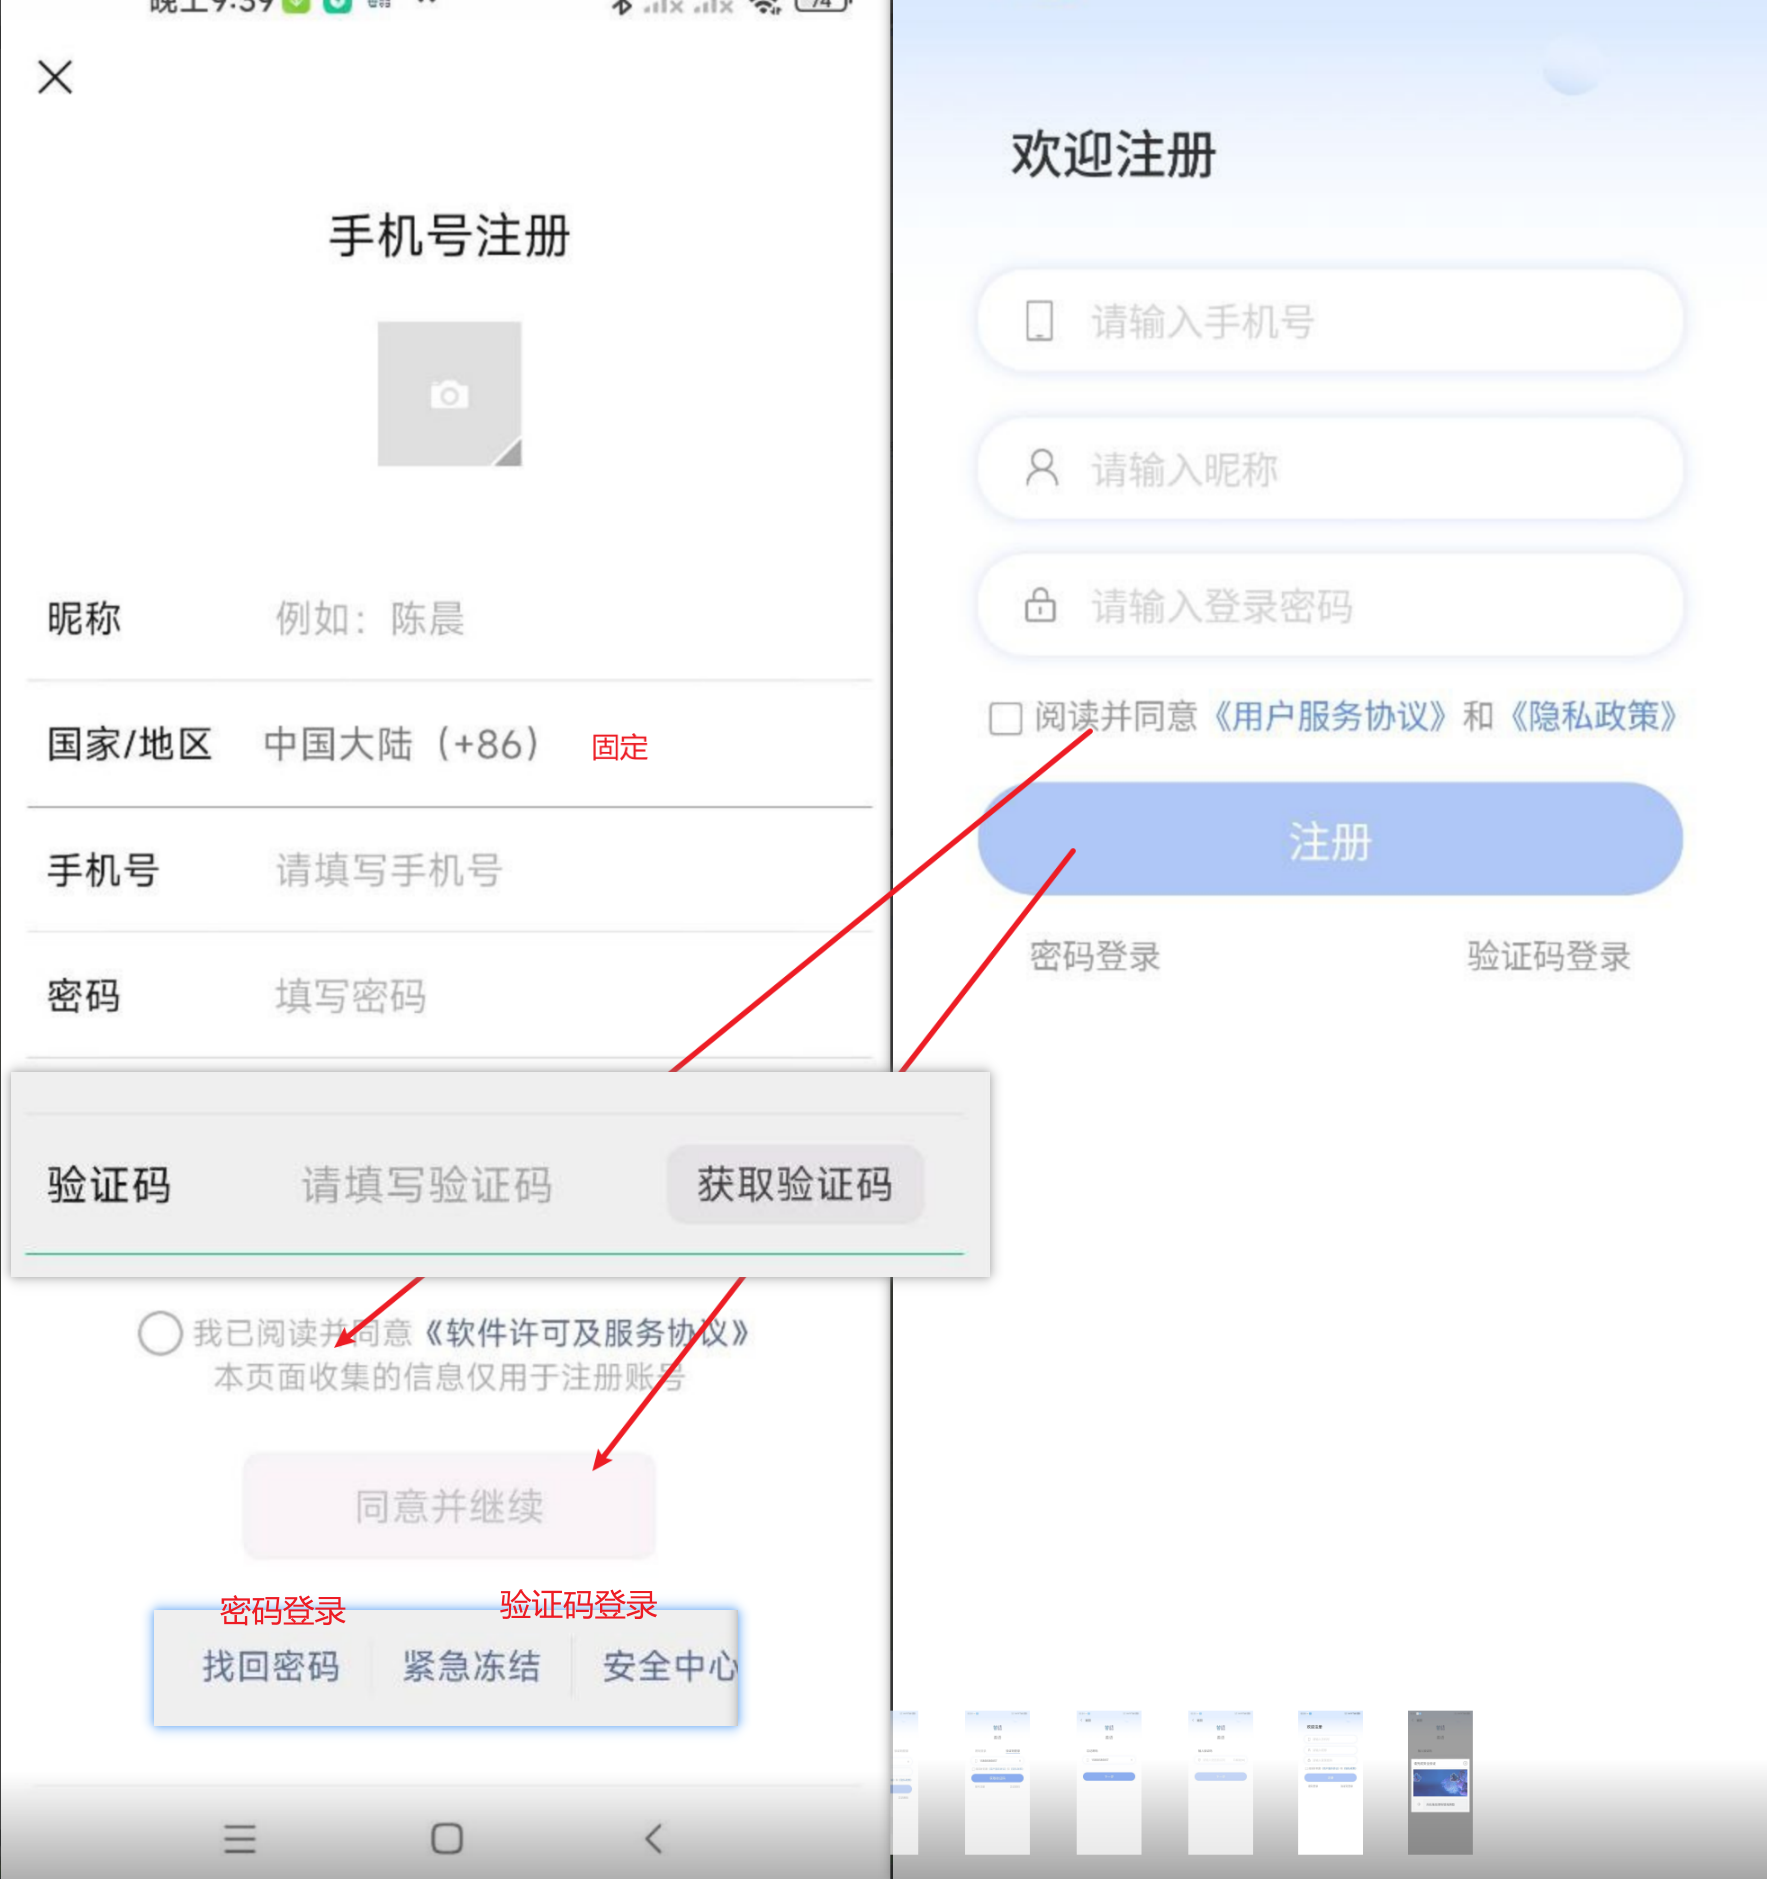 晚上9:39
74
手机号注册
昵称 例如：陈晨
国家/地区 中国大陆（+86） 固定
手机号 请填写手机号
密码 填写密码
验证码 请填写验证码 获取验证码
我已阅读并同意《软件许可及服务协议》
本页面收集的信息仅用于注册账号
同意并继续
密码登录 验证码登录
找回密码 紧急冻结 安全中心
欢迎注册
请输入手机号
请输入昵称
请输入登录密码
阅读并同意《用户服务协议》和《隐私政策》
注册
密码登录 验证码登录